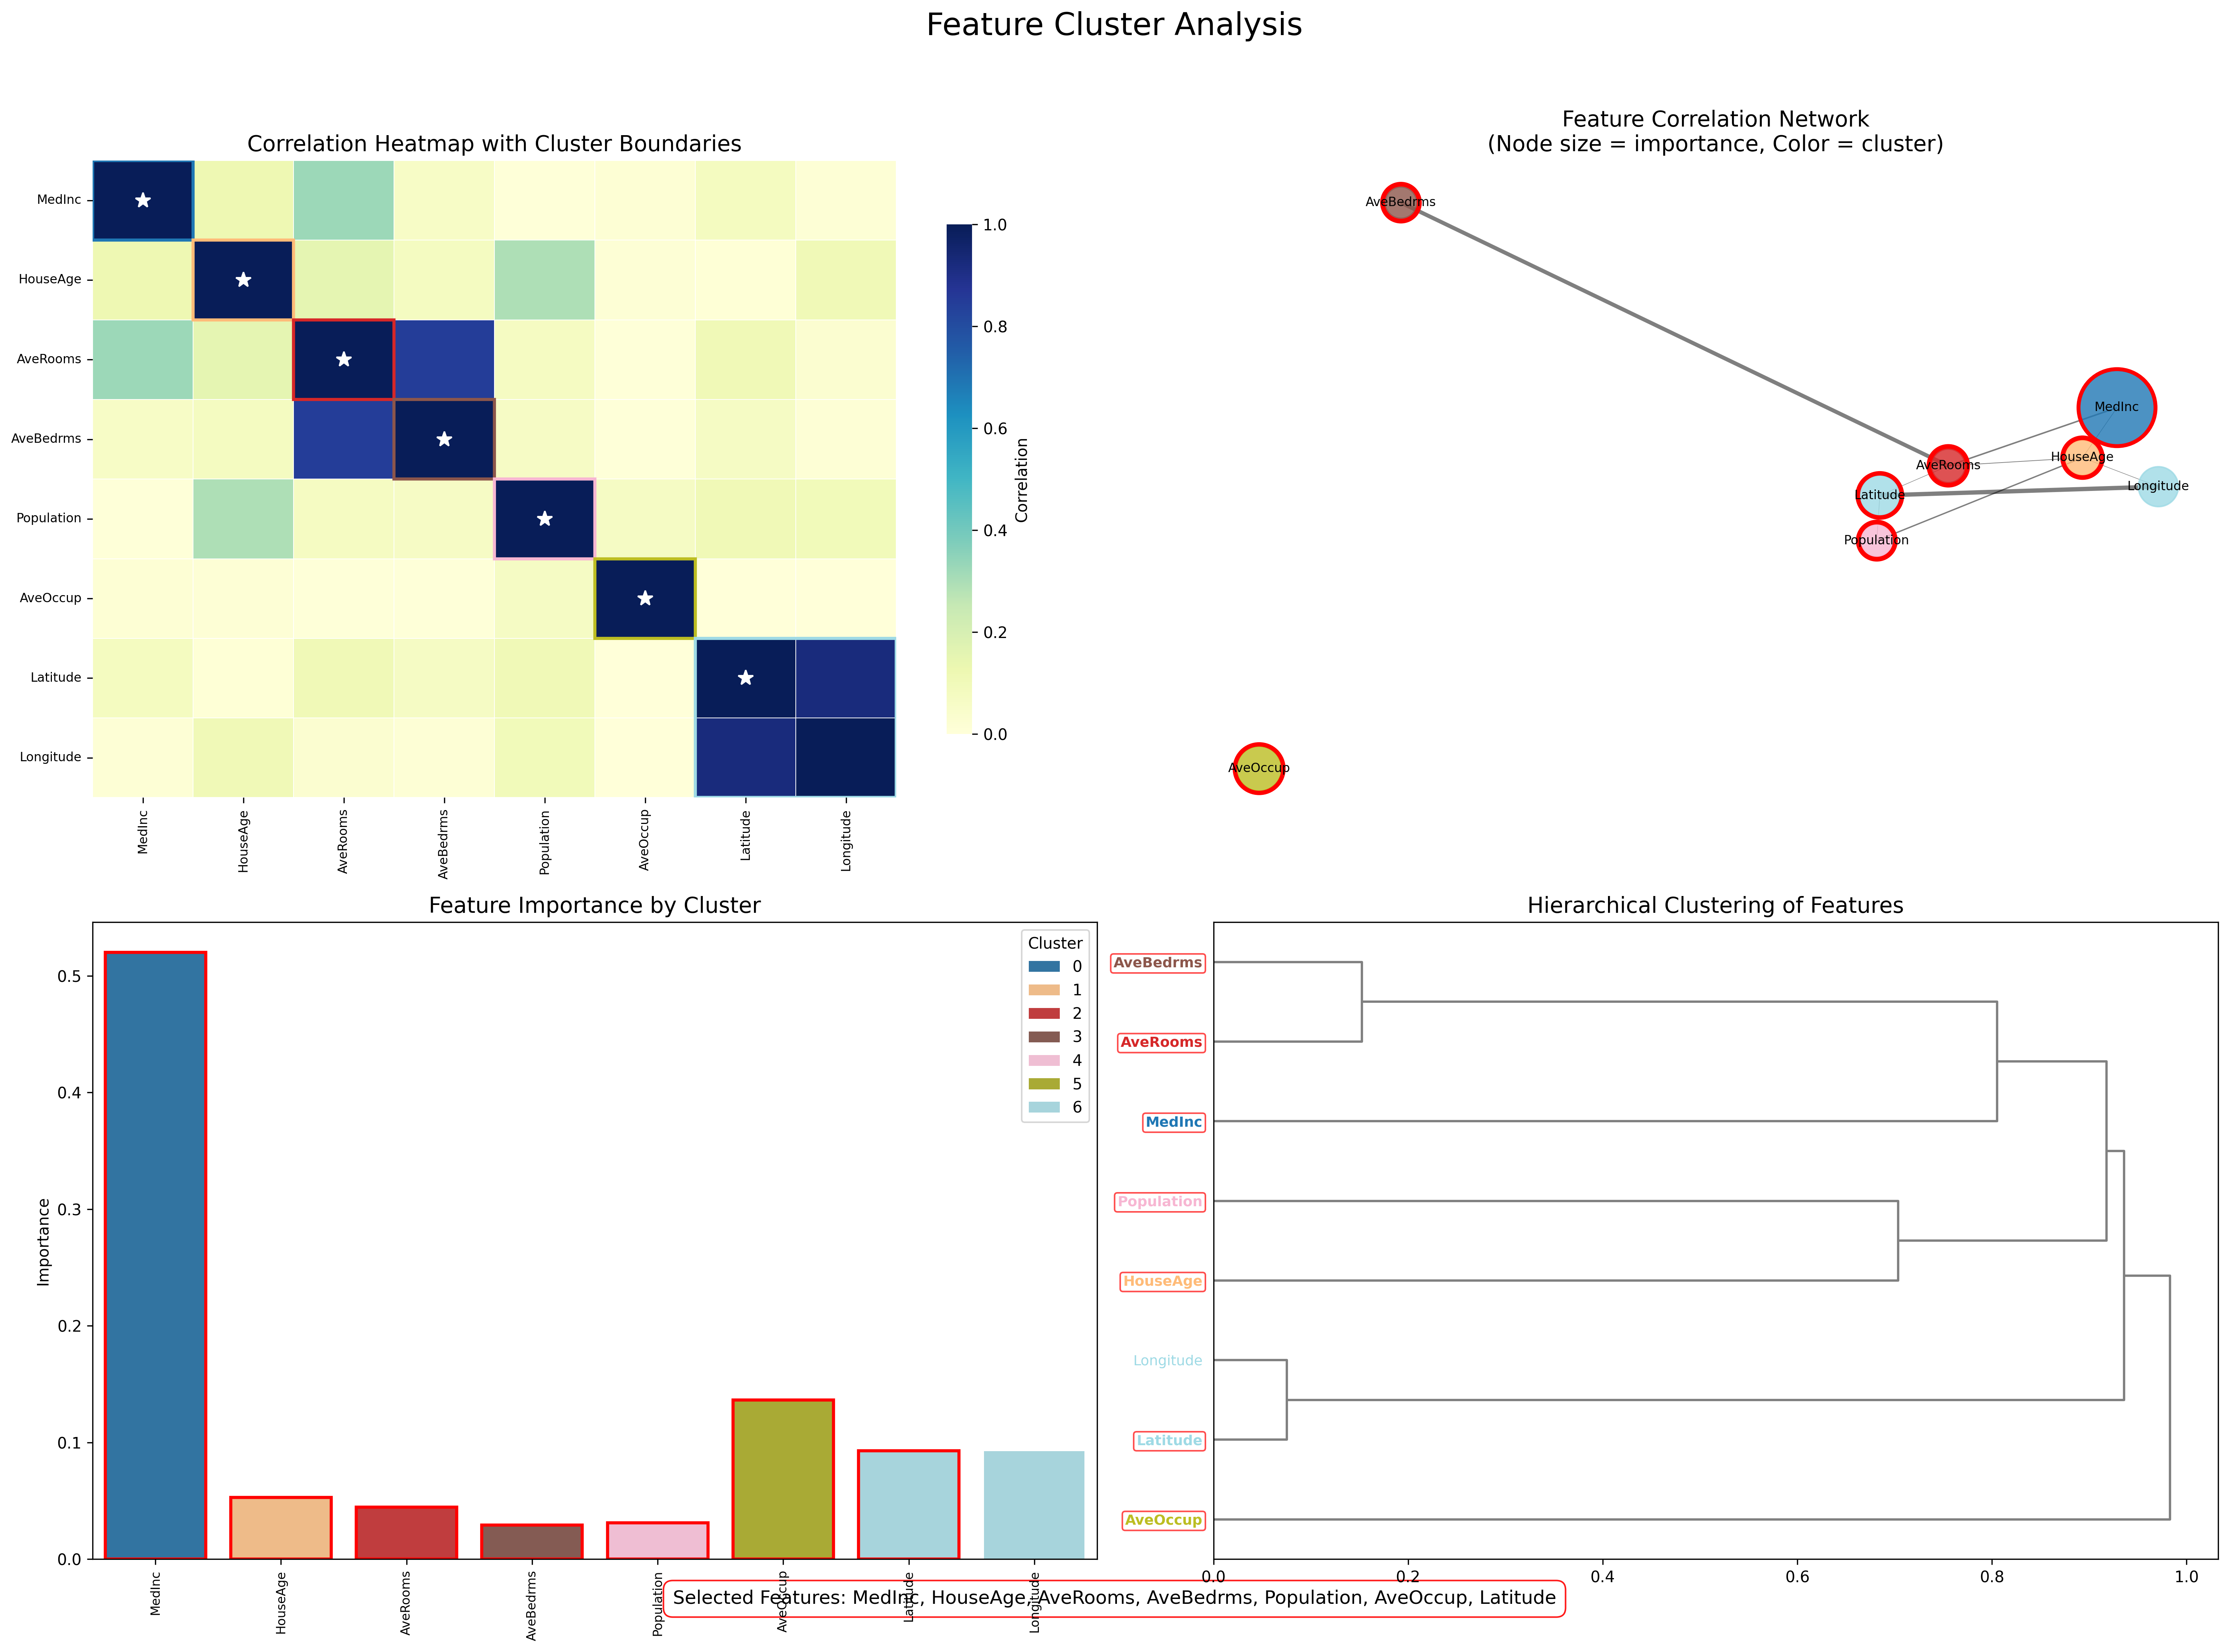 Feature Cluster Analysis
Correlation Heatmap with Cluster Boundaries
MedInc
HouseAge
AveRooms
AveBedrms
Population
AveOccup
Latitude
Longitude
MedInc
HouseAge
AveRooms
AveBedrms
Population
AveOccup
Latitude
Longitude
1.0
0.8
0.6
0.4
0.2
0.0
Correlation
Feature Correlation Network
(Node size = importance, Color = cluster)
AveBedrms
MedInc
HouseAge
AveRooms
Longitude
Latitude
Population
AveOccup
Feature Importance by Cluster
Importance
0.5
0.4
0.3
0.2
0.1
0.0
Cluster
0
1
2
3
4
5
6
MedInc
HouseAge
AveRooms
AveBedrms
Population
AveOccup
Latitude
Longitude
Hierarchical Clustering of Features
AveBedrms
AveRooms
MedInc
Population
HouseAge
Longitude
Latitude
AveOccup
0.0
0.2
0.4
0.6
0.8
1.0
Selected Features: MedInc, HouseAge, AveRooms, AveBedrms, Population, AveOccup, Latitude